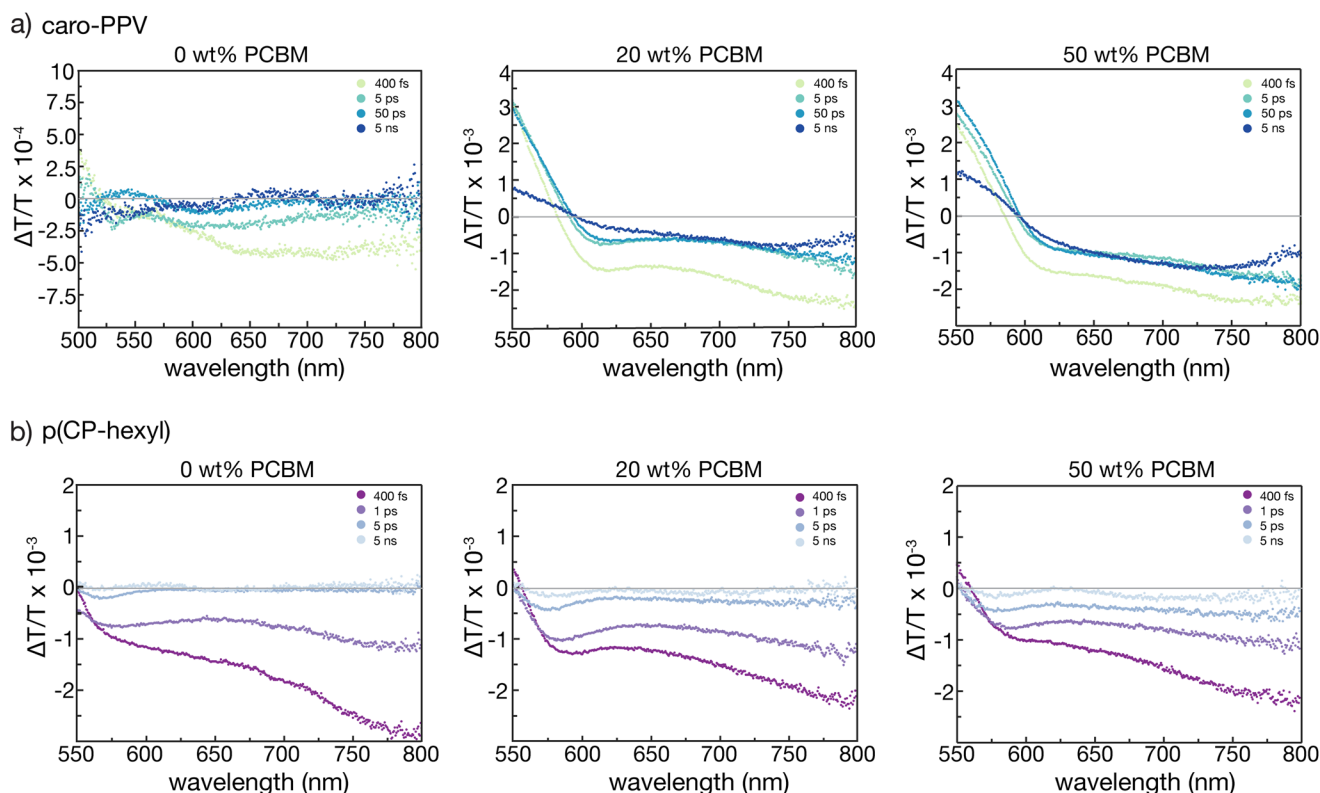 a) caro-PPV
0 wt% PCBM
20 wt% PCBM
50 wt% PCBM
ΔT/T x 10⁻⁴
10
7.5
5.0
2.5
0
-2.5
-5.0
-7.5
400 fs
5 ps
50 ps
5 ns
500 550 600 650 700 750 800
wavelength (nm)
ΔT/T x 10⁻³
4
3
2
1
0
-1
-2
400 fs
5 ps
50 ps
5 ns
550 600 650 700 750 800
wavelength (nm)
ΔT/T x 10⁻³
4
3
2
1
0
-1
-2
400 fs
5 ps
50 ps
5 ns
550 600 650 700 750 800
wavelength (nm)
b) p(CP-hexyl)
0 wt% PCBM
20 wt% PCBM
50 wt% PCBM
ΔT/T x 10⁻³
2
1
0
-1
-2
400 fs
1 ps
5 ps
5 ns
550 600 650 700 750 800
wavelength (nm)
ΔT/T x 10⁻³
2
1
0
-1
-2
400 fs
1 ps
5 ps
5 ns
550 600 650 700 750 800
wavelength (nm)
ΔT/T x 10⁻³
2
1
0
-1
-2
400 fs
1 ps
5 ps
5 ns
550 600 650 700 750 800
wavelength (nm)